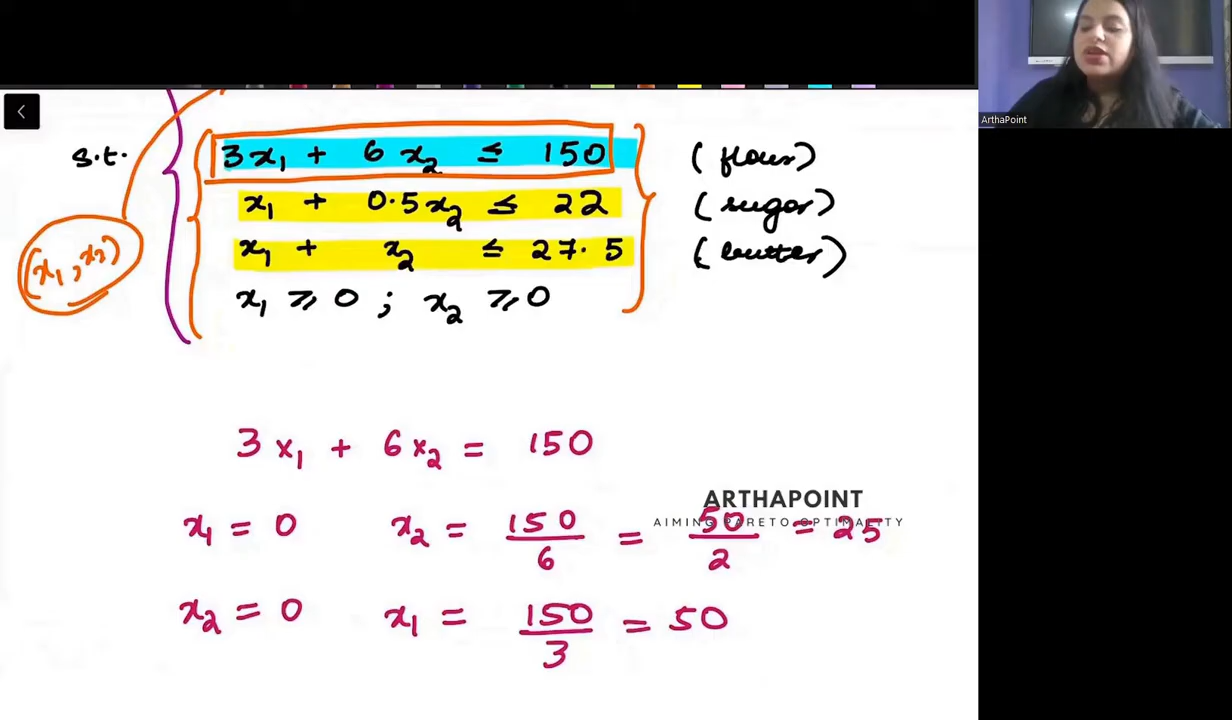 s.t. 3x₁ + 6x₂ ≤ 150 (flour)
x₁ + 0.5x₂ ≤ 22 (sugar)
x₁ + x₂ ≤ 27.5 (butter)
x₁ ≥ 0 ; x₂ ≥ 0
(x₁, x₂)
3x₁ + 6x₂ = 150
x₁ = 0 x₂ = 150/6 = 50/2 = 25
x₂ = 0 x₁ = 150/3 = 50
ARTHAPOINT
AIMING PARETO OPTIMALITY
ArthaPoint